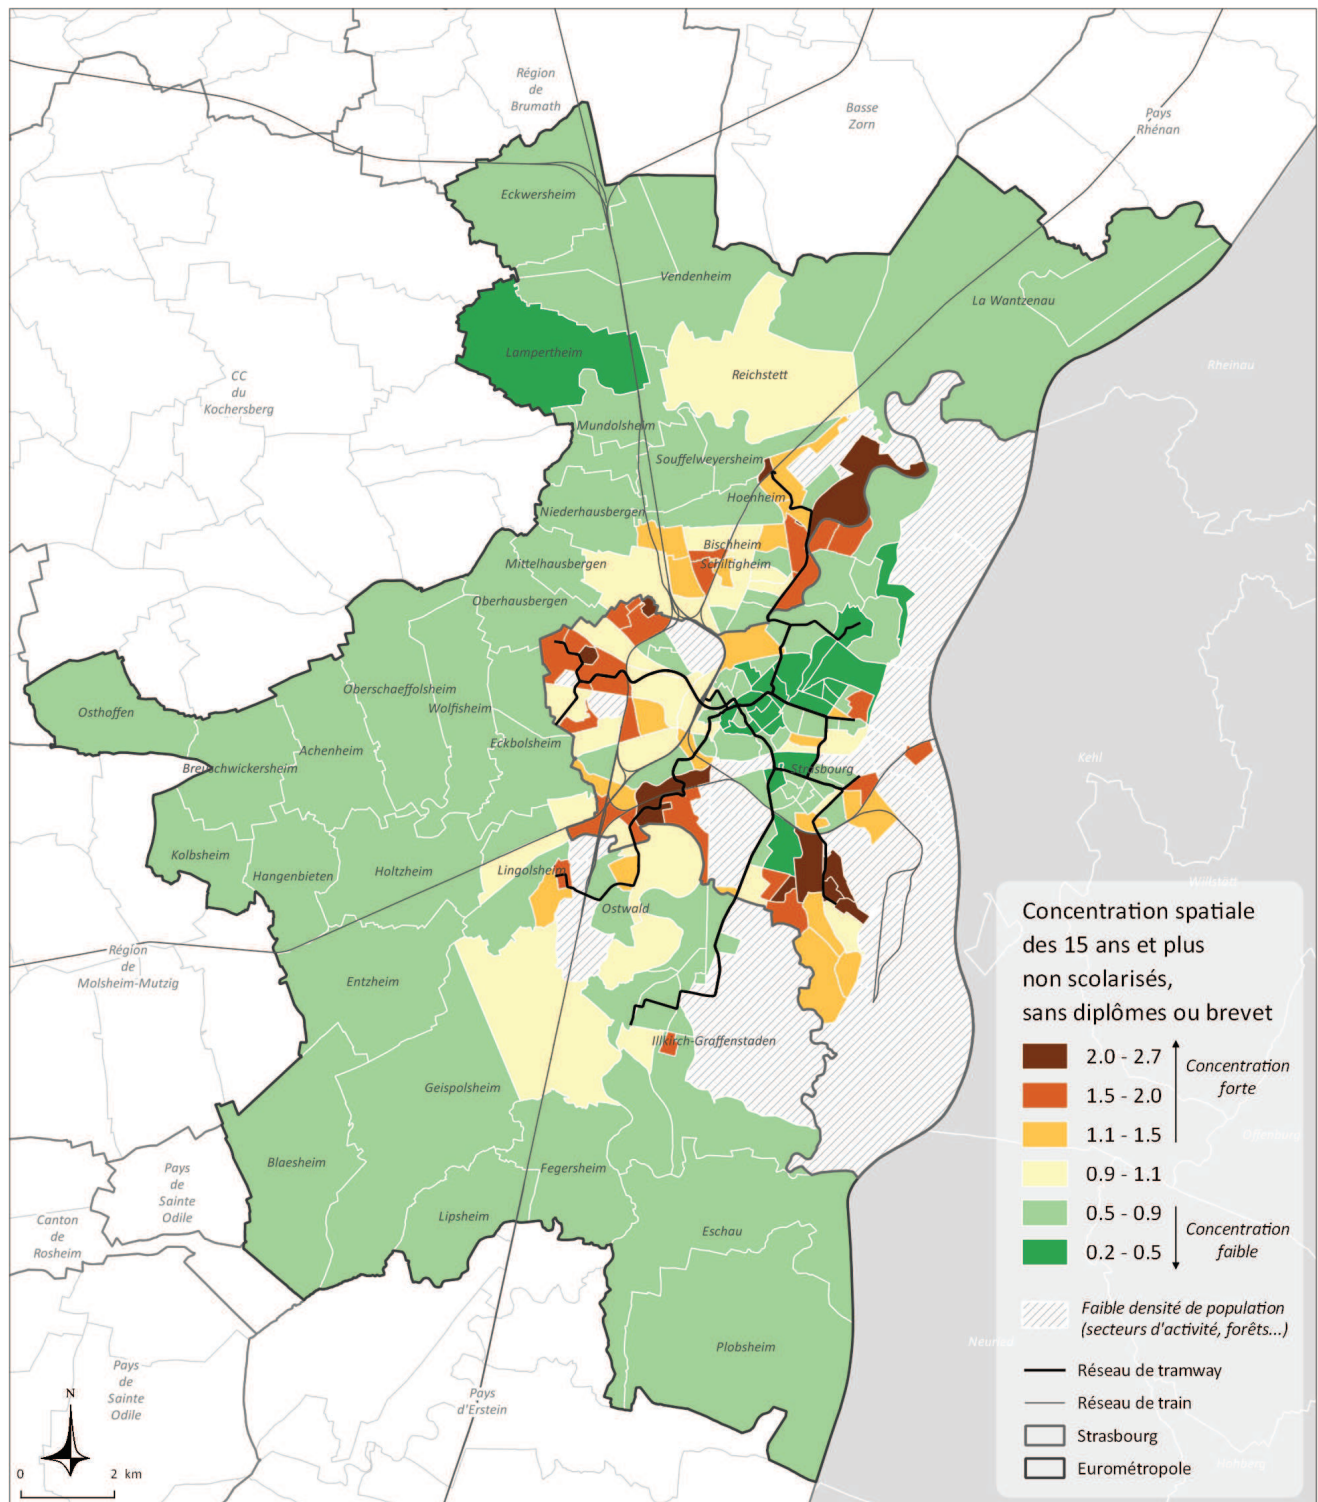 Région
de
Brumath
Basse
Zorn
Pays
Rhénan
Eckwersheim
Vendenheim
La Wantzenau
Lampertheim
Rheinau
Reichstett
CC
du
Kochersberg
Mundolsheim
Souffelweyersheim
Hoenheim
Niederhausbergen
Bischheim
Schiltigheim
Mittelhausbergen
Oberhausbergen
Oberschaeffolsheim
Wolfisheim
Osthoffen
Eckbolsheim
Achenheim
Breuschwickersheim
Strasbourg
Kehl
Kolbsheim
Hangenbieten
Holtzheim
Lingolsheim
Ostwald
Willstätt
Région
de
Molsheim-Mutzig
Entzheim
Illkirch-Graffenstaden
Geispolsheim
Offenburg
Blaesheim
Fegersheim
Lipsheim
Eschau
Pays
de
Sainte
Odile
Canton
de
Rosheim
Plobsheim
Neuried
Pays
de
Sainte
Odile
Pays
d'Erstein
Hohberg
N
0 2 km
Concentration spatiale
des 15 ans et plus
non scolarisés,
sans diplômes ou brevet
2.0 - 2.7
1.5 - 2.0
1.1 - 1.5
0.9 - 1.1
0.5 - 0.9
0.2 - 0.5
Concentration
forte
Concentration
faible
Faible densité de population
(secteurs d'activité, forêts...)
Réseau de tramway
Réseau de train
Strasbourg
Eurométropole